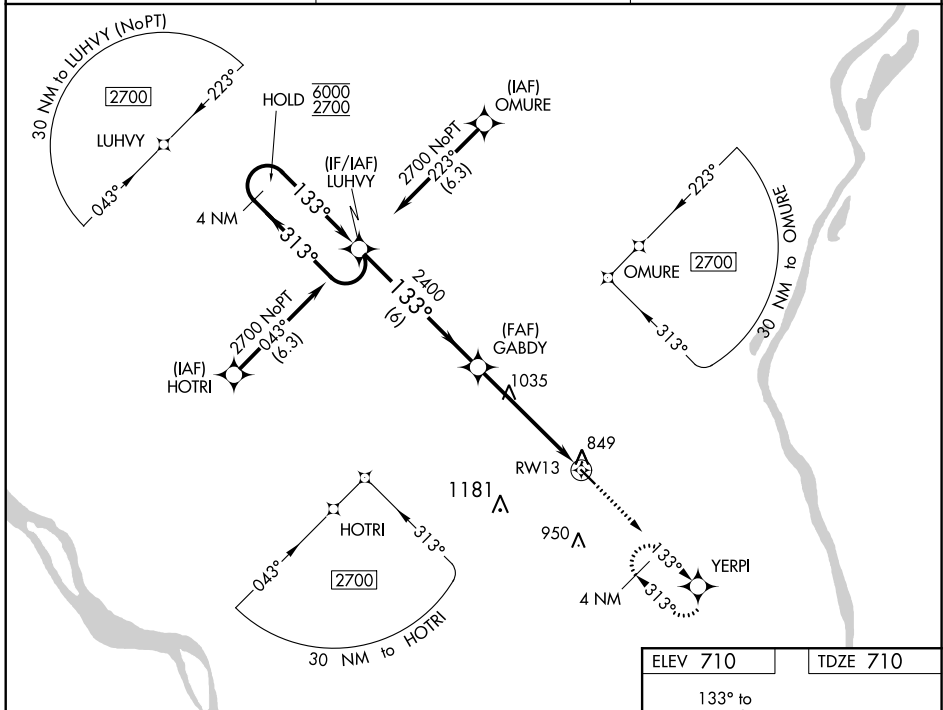 30 NM to LUHVY (NoPT)
2700
223°
LUHVY
043°
HOLD 6000
2700
(IAF)
OMURE
2700 NoPT
223°
(6.3)
(IF/IAF)
LUHVY
133°
4 NM
313°
2700 NoPT
043°
(6.3)
(IAF)
HOTRI
2400
133°
(6)
(FAF)
GABDY
1035
223°
OMURE
2700
313°
30 NM to OMURE
849
RW13
1181
950
HOTRI
043°
313°
2700
30 NM to HOTRI
133°
YERPI
4 NM
313°
ELEV 710
TDZE 710
133° to